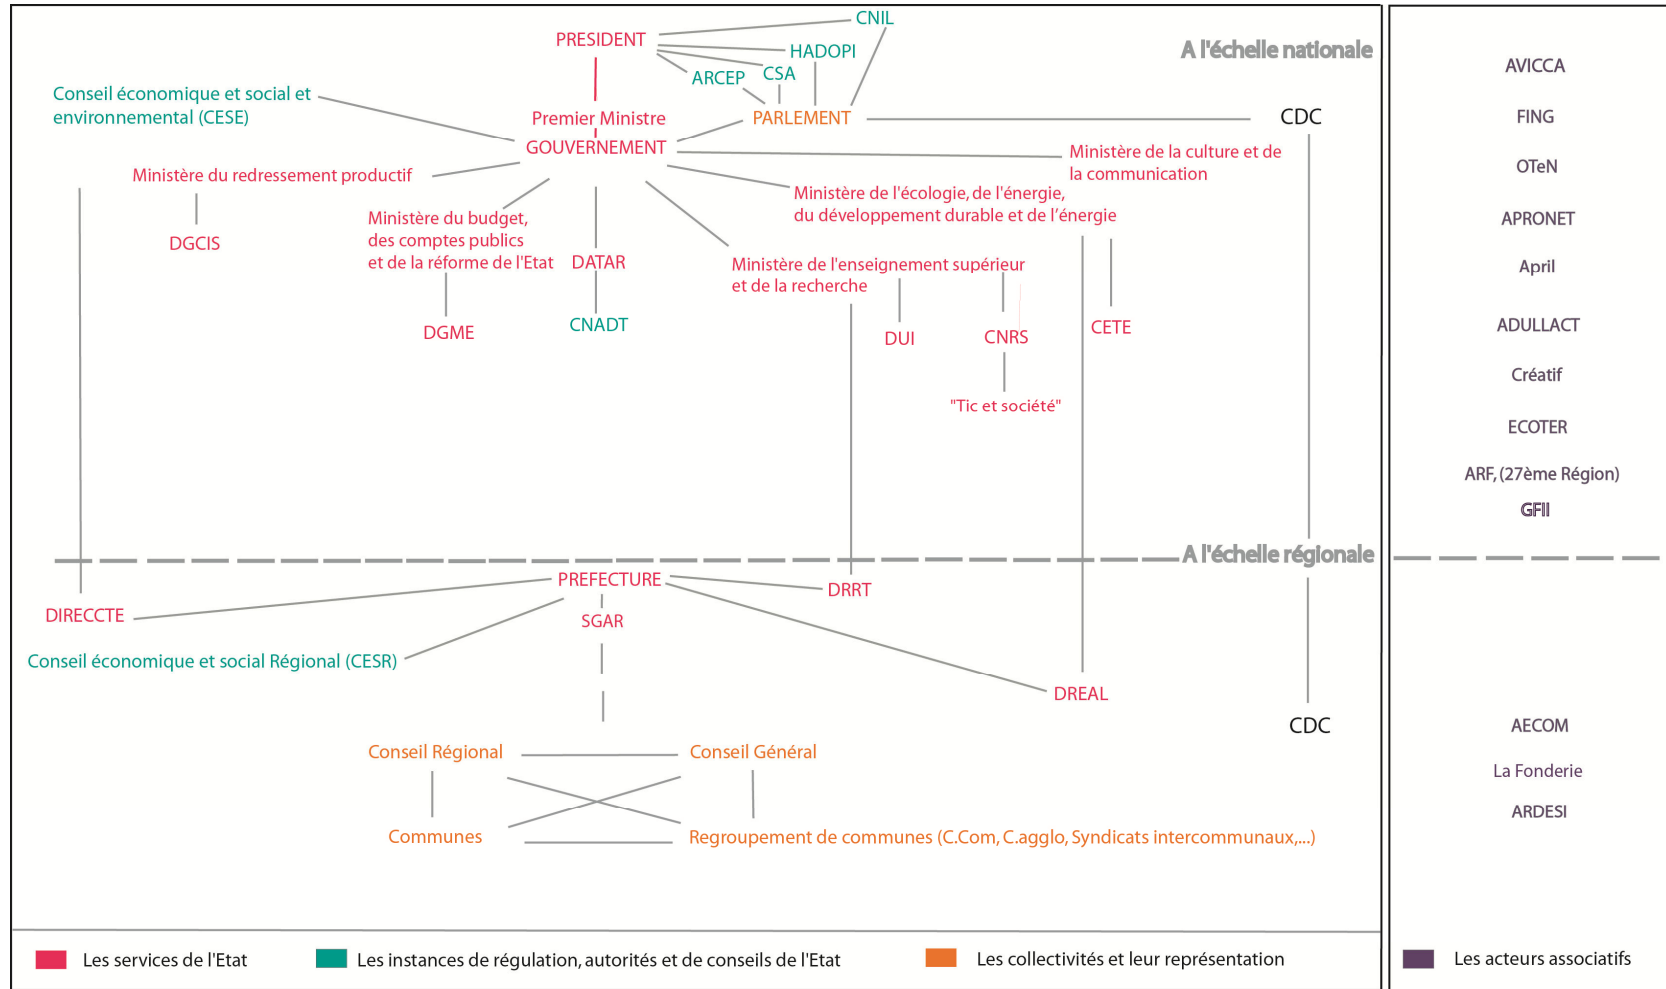 CNIL
PRESIDENT
HADOPI
A l'échelle nationale
CSA
ARCEP
Conseil économique et social et
environnemental (CESE)
Premier Ministre
PARLEMENT
CDC
GOUVERNEMENT
Ministère de la culture et de
la communication
Ministère du redressement productif
Ministère de l'écologie, de l'énergie,
du développement durable et de l'énergie
Ministère du budget,
des comptes publics
et de la réforme de l'Etat
DGCIS
DATAR
Ministère de l'enseignement supérieur
et de la recherche
DGME
CNADT
DUI
CNRS
CETE
"Tic et société"
A l'échelle régionale
PREFECTURE
DRRT
DIRECCTE
SGAR
Conseil économique et social Régional (CESR)
DREAL
CDC
Conseil Régional
Conseil Général
Communes
Regroupement de communes (C.Com, C.agglo, Syndicats intercommunaux,...)
Les services de l'Etat
Les instances de régulation, autorités et de conseils de l'Etat
Les collectivités et leur représentation
AVICCA
FING
OTeN
APRONET
April
ADULLACT
Créatif
ECOTER
ARF, (27ème Région)
GFII
AECOM
La Fonderie
ARDESI
Les acteurs associatifs